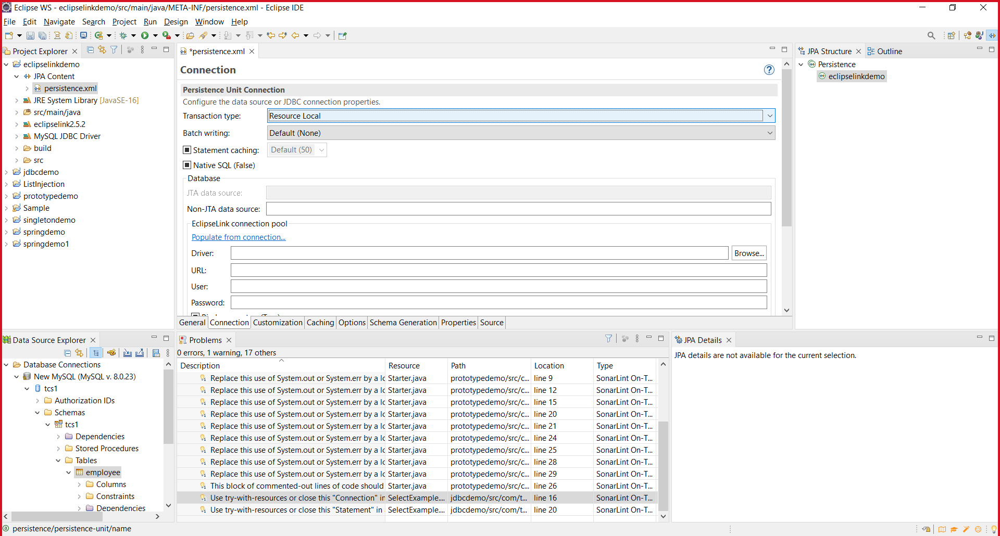 Eclipse WS - eclipselinkdemo/src/main/java/META-INF/persistence.xml - Eclipse IDE
File Edit Navigate Search Project Run Design Window Help
Project Explorer
eclipselinkdemo
JPA Content
persistence.xml
JRE System Library [JavaSE-16]
src/main/java
eclipselink2.5.2
MySQL JDBC Driver
build
src
jdbcdemo
ListInjection
prototypedemo
Sample
singletondemo
springdemo
springdemo1
*persistence.xml
Connection
Persistence Unit Connection
Configure the data source or JDBC connection properties.
Transaction type: Resource Local
Batch writing: Default (None)
Statement caching: Default (50)
Native SQL (False)
Database
JTA data source:
Non-JTA data source:
EclipseLink connection pool
Populate from connection...
Driver: Browse...
URL:
User:
Password:
General Connection Customization Caching Options Schema Generation Properties Source
JPA Structure Outline
Persistence
eclipselinkdemo
Data Source Explorer
Database Connections
New MySQL (MySQL v. 8.0.23)
tcs1
Authorization IDs
Schemas
tcs1
Dependencies
Stored Procedures
Tables
employee
Columns
Constraints
Dependencies
Problems
0 errors, 1 warning, 17 others
Description Resource Path Location Type
Replace this use of System.out or System.err by a lo Starter.java prototypedemo/src/c... line 9 SonarLint On-T...
Replace this use of System.out or System.err by a lo Starter.java prototypedemo/src/c... line 12 SonarLint On-T...
Replace this use of System.out or System.err by a lo Starter.java prototypedemo/src/c... line 15 SonarLint On-T...
Replace this use of System.out or System.err by a lo Starter.java prototypedemo/src/c... line 20 SonarLint On-T...
Replace this use of System.out or System.err by a lo Starter.java prototypedemo/src/c... line 21 SonarLint On-T...
Replace this use of System.out or System.err by a lo Starter.java prototypedemo/src/c... line 24 SonarLint On-T...
Replace this use of System.out or System.err by a lo Starter.java prototypedemo/src/c... line 25 SonarLint On-T...
Replace this use of System.out or System.err by a lo Starter.java prototypedemo/src/c... line 28 SonarLint On-T...
Replace this use of System.out or System.err by a lo Starter.java prototypedemo/src/c... line 29 SonarLint On-T...
This block of commented-out lines of code should Starter.java prototypedemo/src/c... line 26 SonarLint On-T...
Use try-with-resources or close this "Connection" in SelectExample.... jdbcdemo/src/com/t... line 16 SonarLint On-T...
Use try-with-resources or close this "Statement" in SelectExample.... jdbcdemo/src/com/t... line 20 SonarLint On-T...
JPA Details
JPA details are not available for the current selection.
persistence/persistence-unit/name